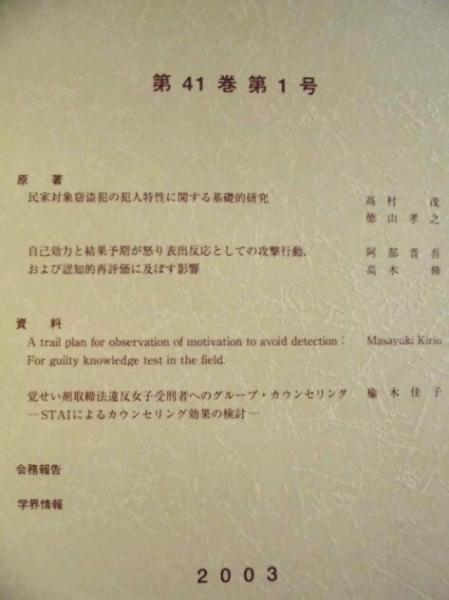 第41巻第1号
原著
民家対象窃盗犯の犯人特性に関する基礎的研究 高村茂
徳山孝之
自己効力と結果予期が怒り表出反応としての攻撃行動, 阿部晋吾
および認知的再評価に及ぼす影響 高木修
資料
A trail plan for observation of motivation to avoid detection: Masayuki Kiriu
For guilty knowledge test in the field.
覚せい剤取締法違反女子受刑者へのグループ・カウンセリング 楡木佳子
―STAIによるカウンセリング効果の検討―
会務報告
学界情報
2003